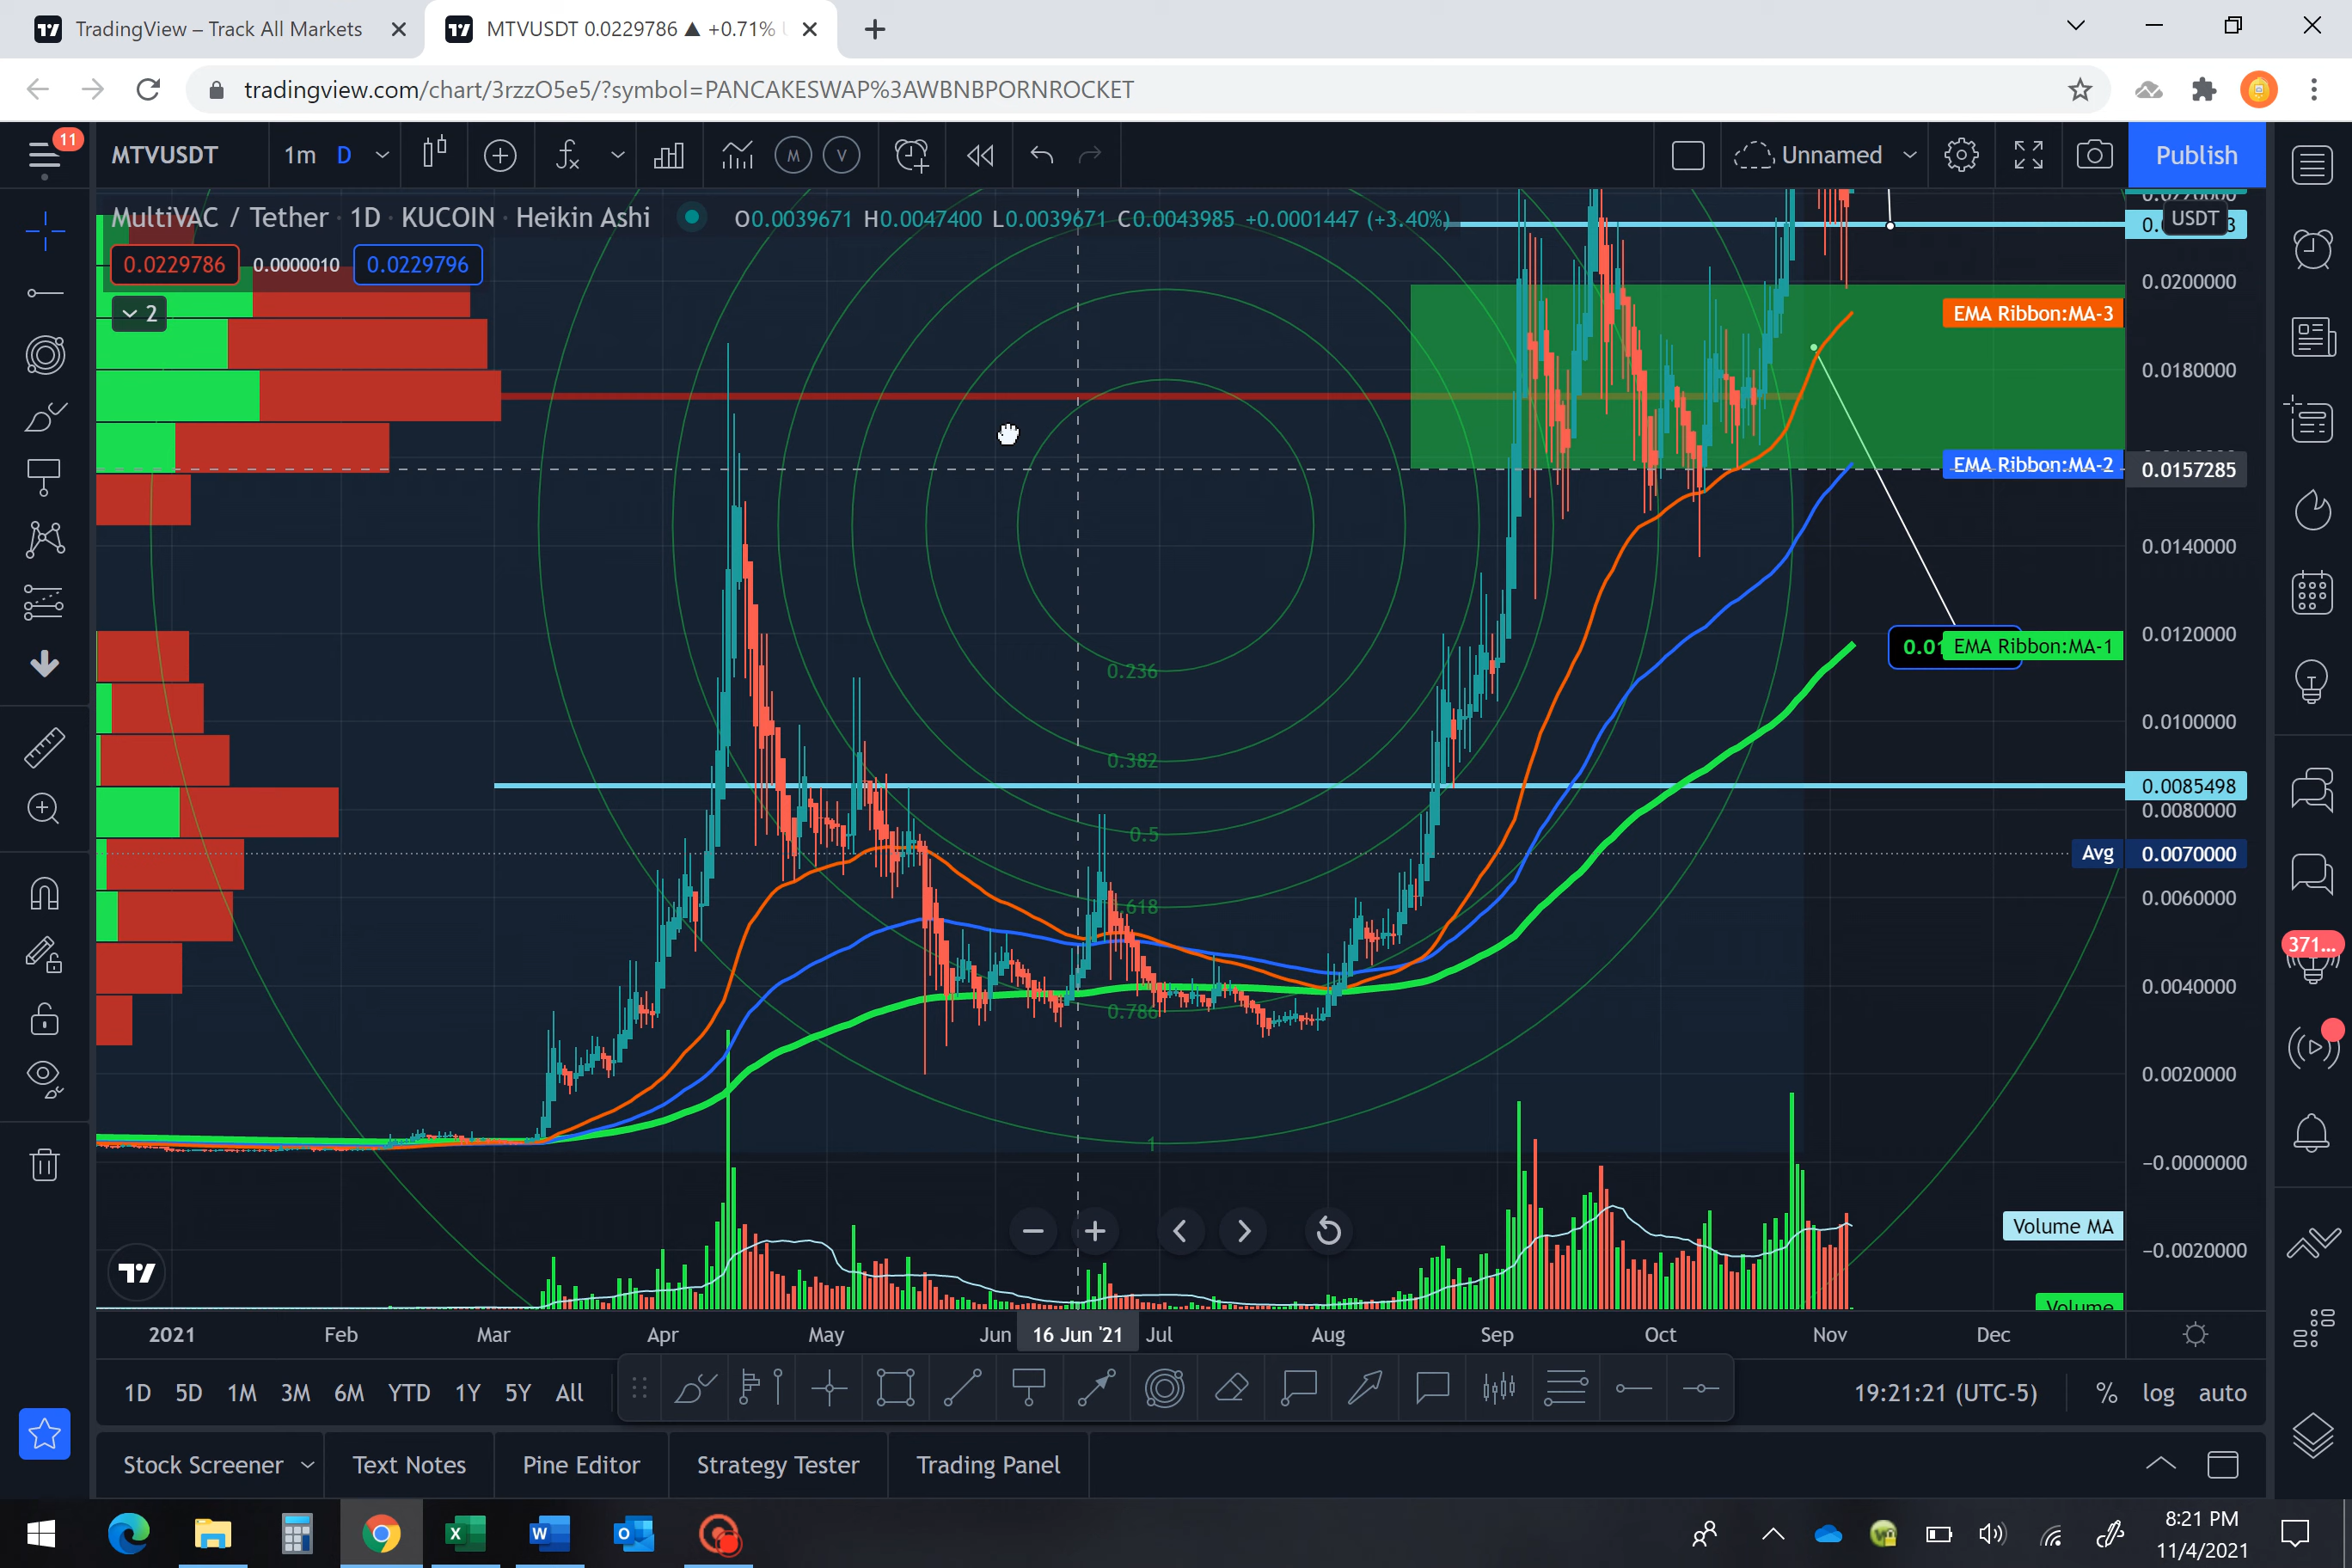 TradingView – Track All Markets
MTVUSDT 0.0229786 ▲ +0.71%
tradingview.com/chart/3rzzO5e5/?symbol=PANCAKESWAP%3AWBNBPORNROCKET
11
MTVUSDT 1m D M V Unnamed Publish
MultiVAC / Tether · 1D · KUCOIN · Heikin Ashi O0.0039671 H0.0047400 L0.0039671 C0.0043985 +0.0001447 (+3.40%)
USDT
0.0229786 0.0000010 0.0229796
2
0.0200000
EMA Ribbon:MA-3
0.0180000
EMA Ribbon:MA-2 0.0157285
0.0140000
0.0120000
EMA Ribbon:MA-1
0.236
0.0100000
0.382
0.0085498
0.0080000
0.5
Avg 0.0070000
0.0060000
618
0.0040000
0.786
0.0020000
1
−0.0000000
Volume MA
−0.0020000
Volume
371...
2021 Feb Mar Apr May Jun 16 Jun '21 Jul Aug Sep Oct Nov Dec
1D 5D 1M 3M 6M YTD 1Y 5Y All 19:21:21 (UTC-5) % log auto
Stock Screener Text Notes Pine Editor Strategy Tester Trading Panel
8:21 PM
11/4/2021